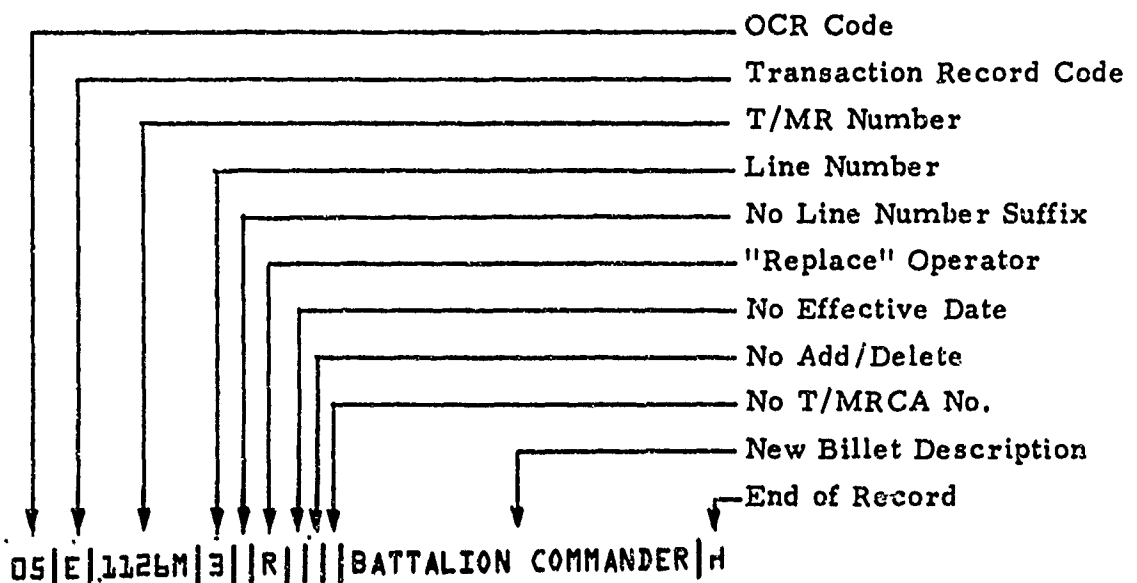 OCR Code
Transaction Record Code
T/MR Number
Line Number
No Line Number Suffix
"Replace" Operator
No Effective Date
No Add/Delete
No T/MRCA No.
New Billet Description
End of Record
05|E|1126M|3||R||||BATTALION COMMANDER|H